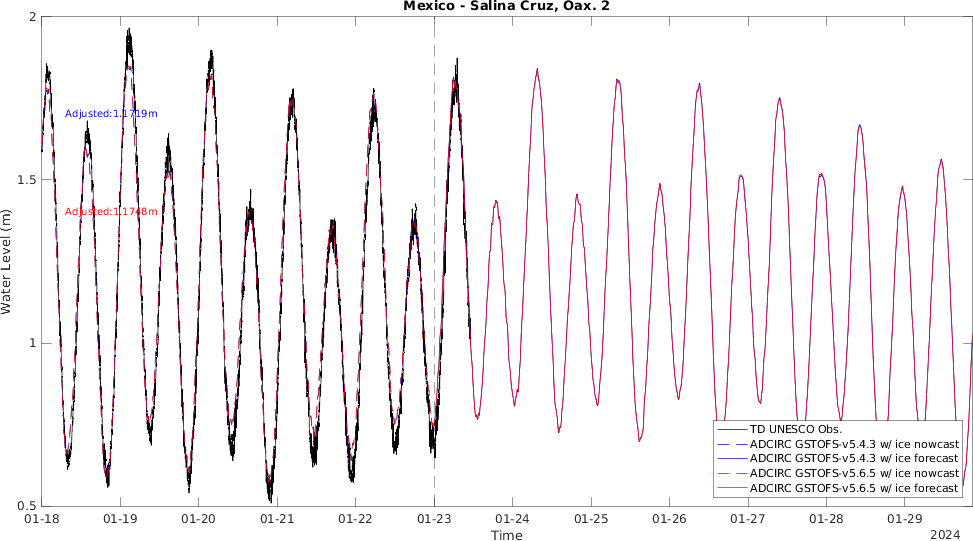 Mexico - Salina Cruz, Oax. 2
2
Adjusted:1.1719m
1.5
Adjusted:1.1748m
Water Level (m)
1
TD UNESCO Obs.
ADCIRC GSTOFS-v5.4.3 w/ ice nowcast
ADCIRC GSTOFS-v5.4.3 w/ ice forecast
ADCIRC GSTOFS-v5.6.5 w/ ice nowcast
ADCIRC GSTOFS-v5.6.5 w/ ice forecast
0.5
01-18 01-19 01-20 01-21 01-22 01-23 01-24 01-25 01-26 01-27 01-28 01-29
Time 2024